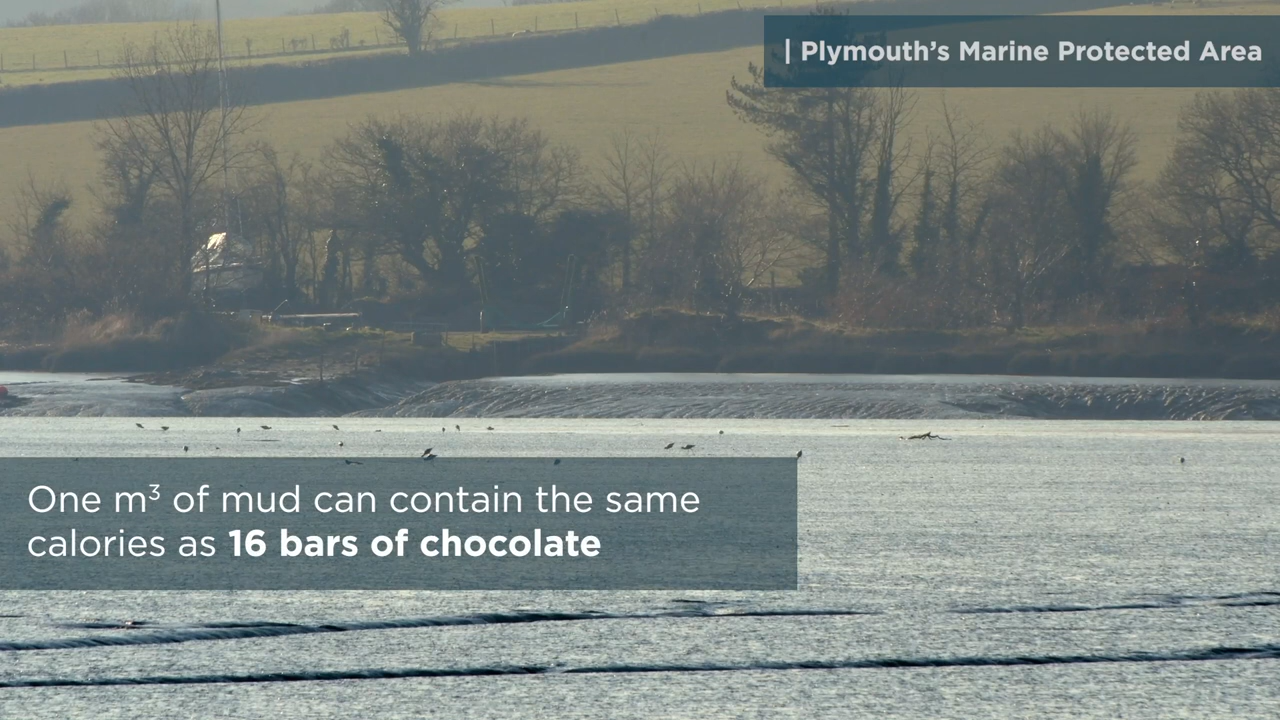 | Plymouth’s Marine Protected Area
One m³ of mud can contain the same
calories as 16 bars of chocolate